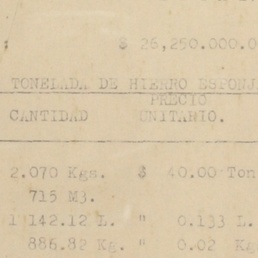 : $ 26,250.000.0
TONELADA DE HIERRO ESPONJ
CANTIDAD PRECIO UNITARIO.
2.070 Kgs. $ 40.00 Ton
715 M3.
1 142.12 L. " 0.133 L.
886.82 Kg. " 0.02 Kg